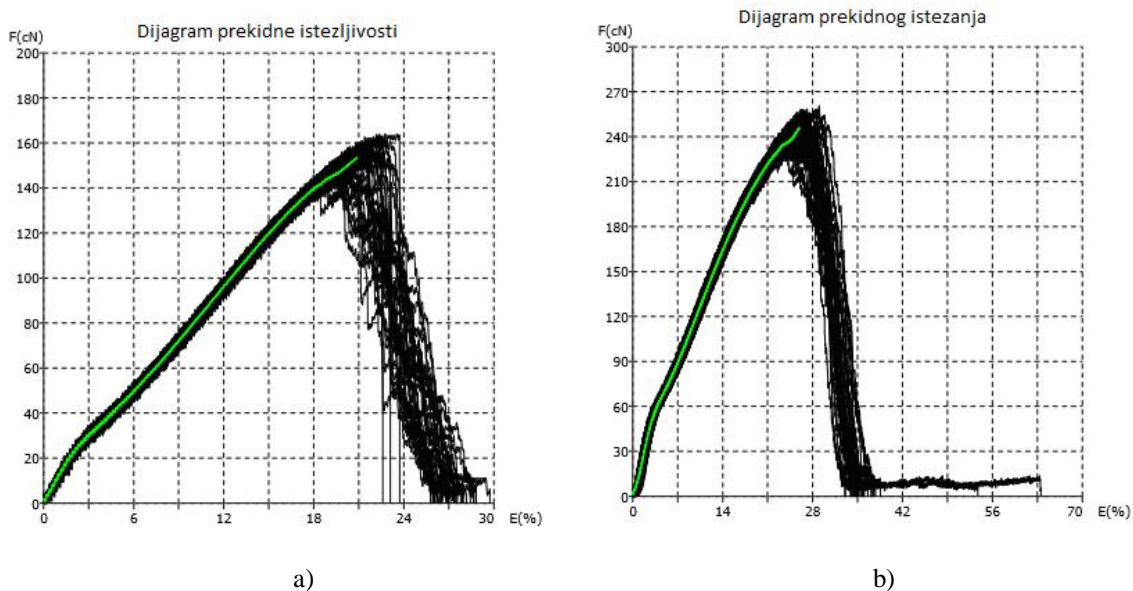 Dijagram prekidne istezljivosti
F(cN)
200
180
160
140
120
100
80
60
40
20
0
0 6 12 18 24 30
E(%)
a)
Dijagram prekidnog istezanja
F(cN)
300
270
240
210
180
150
120
90
60
30
0
0 14 28 42 56 70
E(%)
b)